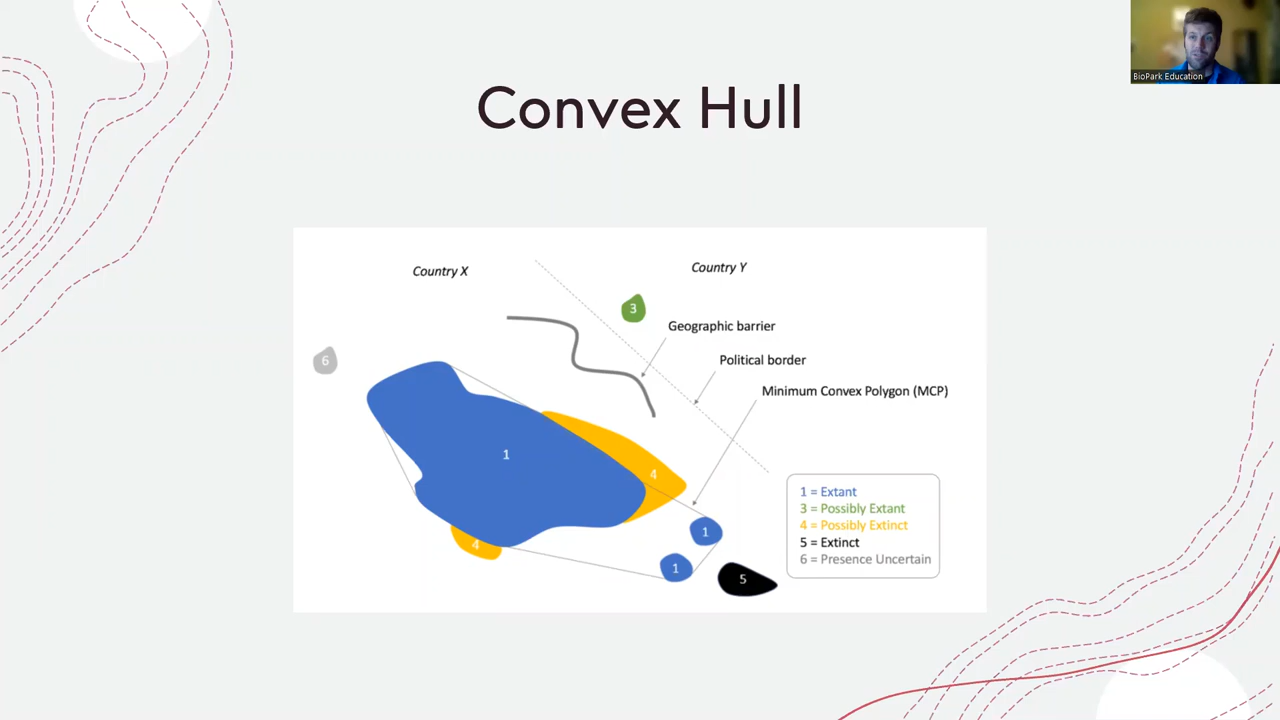 BioPark Education
Convex Hull
Country X
Country Y
3
Geographic barrier
6
Political border
Minimum Convex Polygon (MCP)
1
4
1 = Extant
3 = Possibly Extant
4 = Possibly Extinct
5 = Extinct
6 = Presence Uncertain
1
4
1
5